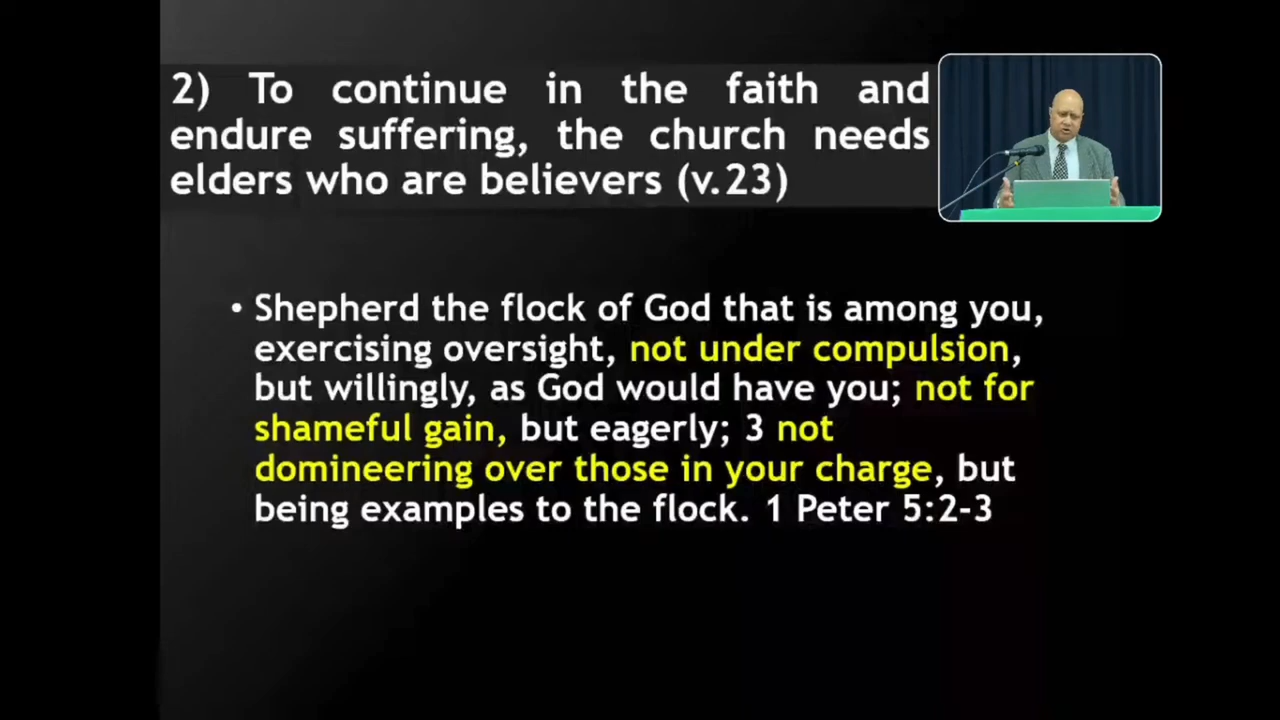 2) To continue in the faith and
endure suffering, the church needs
elders who are believers (v.23)
• Shepherd the flock of God that is among you,
exercising oversight, not under compulsion,
but willingly, as God would have you; not for
shameful gain, but eagerly; 3 not
domineering over those in your charge, but
being examples to the flock. 1 Peter 5:2-3